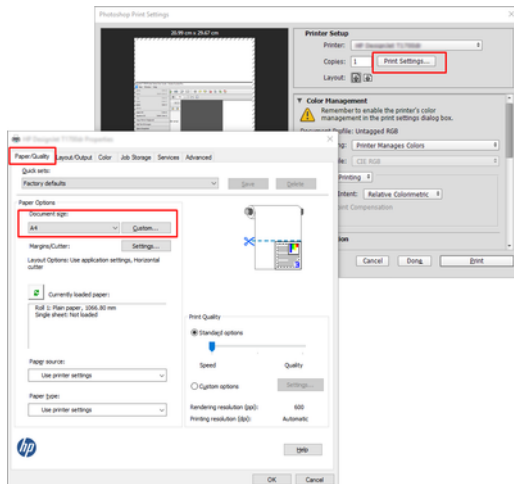 Photoshop Print Settings
20.99 cm x 29.67 cm
Printer Setup
Printer:
Copies: 1 Print Settings...
Layout:
Color Management
Remember to enable the printer's color
management in the print settings dialog box.
Document Profile: Untagged RGB
Printer Manages Colors
CIE RGB
Printing
Intent: Relative Colorimetric
Compensation
Cancel Done Print
Properties
Paper/Quality Layout/Output Color Job Storage Services Advanced
Quick sets:
Factory defaults Save Delete
Paper Options
Document size:
A4 Custom...
Margins/Cutter: Settings...
Layout Options: Use application settings, Horizontal
cutter
Currently loaded paper:
Roll 1: Plain paper, 1066.80 mm
Single sheet: Not loaded
Paper source:
Use printer settings
Paper type:
Use printer settings
Print Quality
Standard options
Speed Quality
Custom options Settings...
Rendering resolution (ppi): 600
Printing resolution (dpi): Automatic
hp
Help
OK Cancel